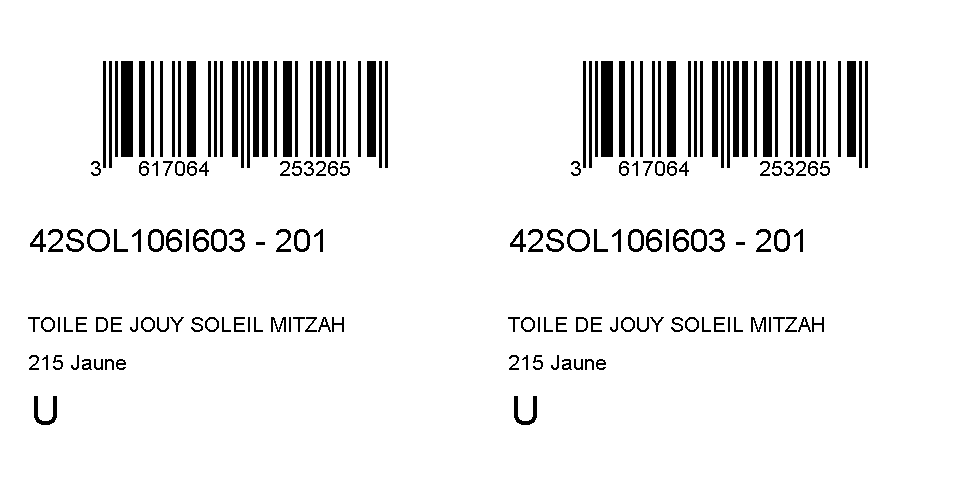 3 617064 253265
42SOL106I603 - 201
TOILE DE JOUY SOLEIL MITZAH
215 Jaune
U
3 617064 253265
42SOL106I603 - 201
TOILE DE JOUY SOLEIL MITZAH
215 Jaune
U